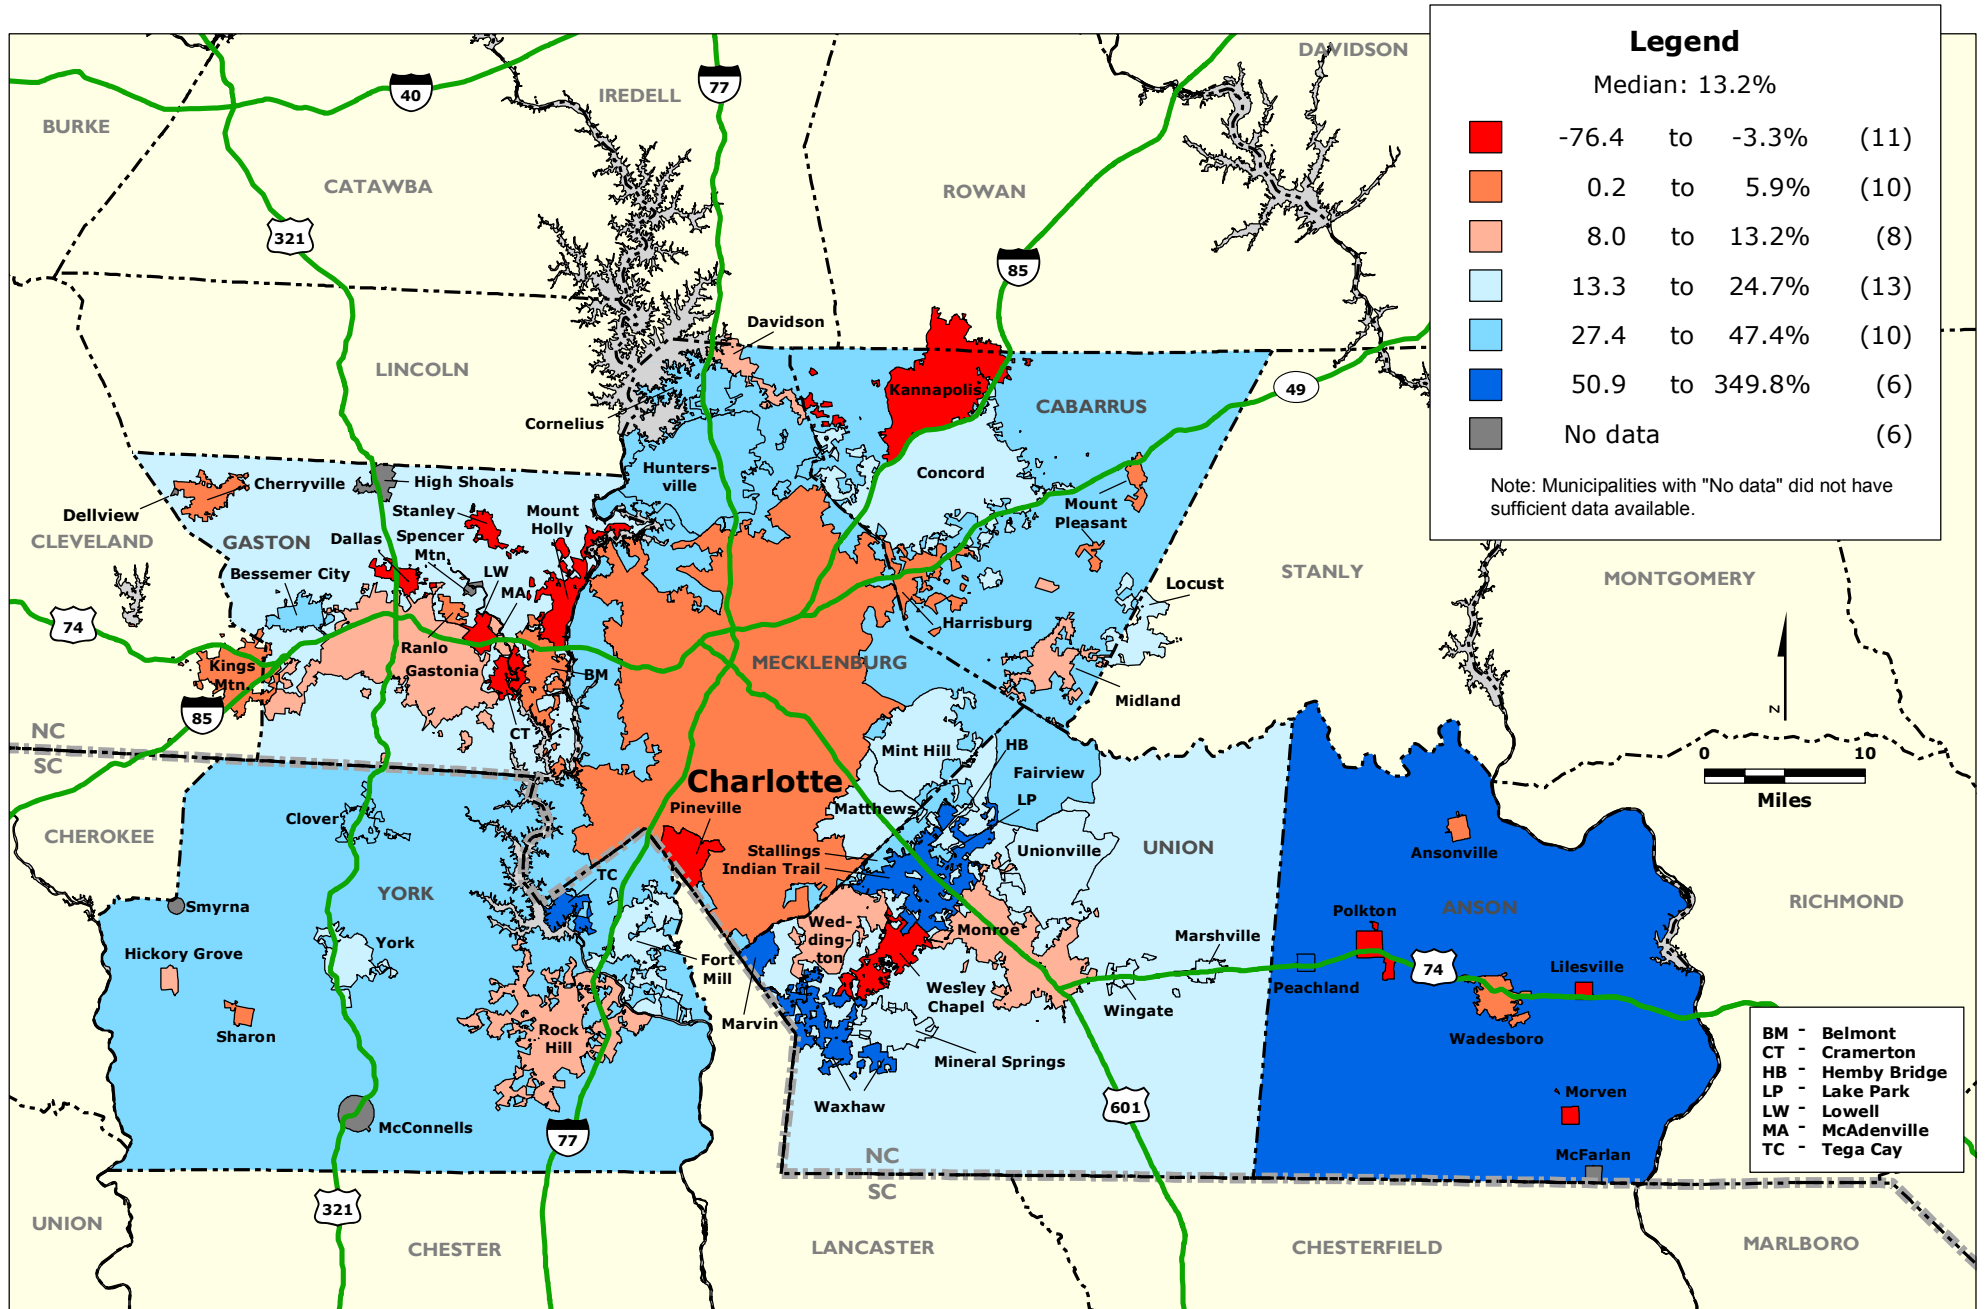 Legend
Median: 13.2%
-76.4 to -3.3% (11)
0.2 to 5.9% (10)
8.0 to 13.2% (8)
13.3 to 24.7% (13)
27.4 to 47.4% (10)
50.9 to 349.8% (6)
No data (6)
Note: Municipalities with "No data" did not have
sufficient data available.
DAVIDSON
IREDELL
BURKE
40
77
CATAWBA
ROWAN
321
85
LINCOLN
Davidson
Kannapolis
49
CABARRUS
Cornelius
Hunters-
ville
Concord
Cherryville
High Shoals
Mount
Pleasant
Dellview
Stanley
Mount
Holly
CLEVELAND
GASTON
Dallas
Spencer
Mtn.
LW
MA
Bessemer City
STANLY
MONTGOMERY
Locust
74
Harrisburg
Ranlo
Gastonia
Kings
Mtn.
MECKLENBURG
BM
Midland
85
NC
SC
CT
Mint Hill
HB
Fairview
LP
N
0 10
Miles
Charlotte
Pineville
Matthews
CHEROKEE
Clover
Stallings
Indian Trail
Unionville
UNION
Ansonville
TC
YORK
RICHMOND
Smyrna
Polkton
ANSON
Wed-
ding-
ton
Monroe
Marshville
York
Hickory Grove
Fort
Mill
74
Lilesville
Peachland
Wesley
Chapel
Wingate
Sharon
Rock
Hill
Marvin
Wadesboro
Mineral Springs
Morven
Waxhaw
601
McConnells
77
NC
SC
McFarlan
BM - Belmont
CT - Cramerton
HB - Hemby Bridge
LP - Lake Park
LW - Lowell
MA - McAdenville
TC - Tega Cay
321
UNION
CHESTER
LANCASTER
CHESTERFIELD
MARLBORO